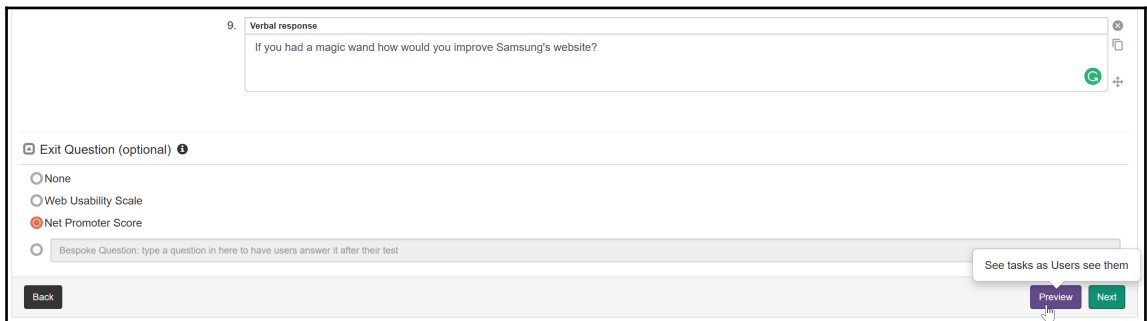 9.
Verbal response
If you had a magic wand how would you improve Samsung's website?
Exit Question (optional)
None
Web Usability Scale
Net Promoter Score
Bespoke Question: type a question in here to have users answer it after their test
See tasks as Users see them
Back
Preview
Next